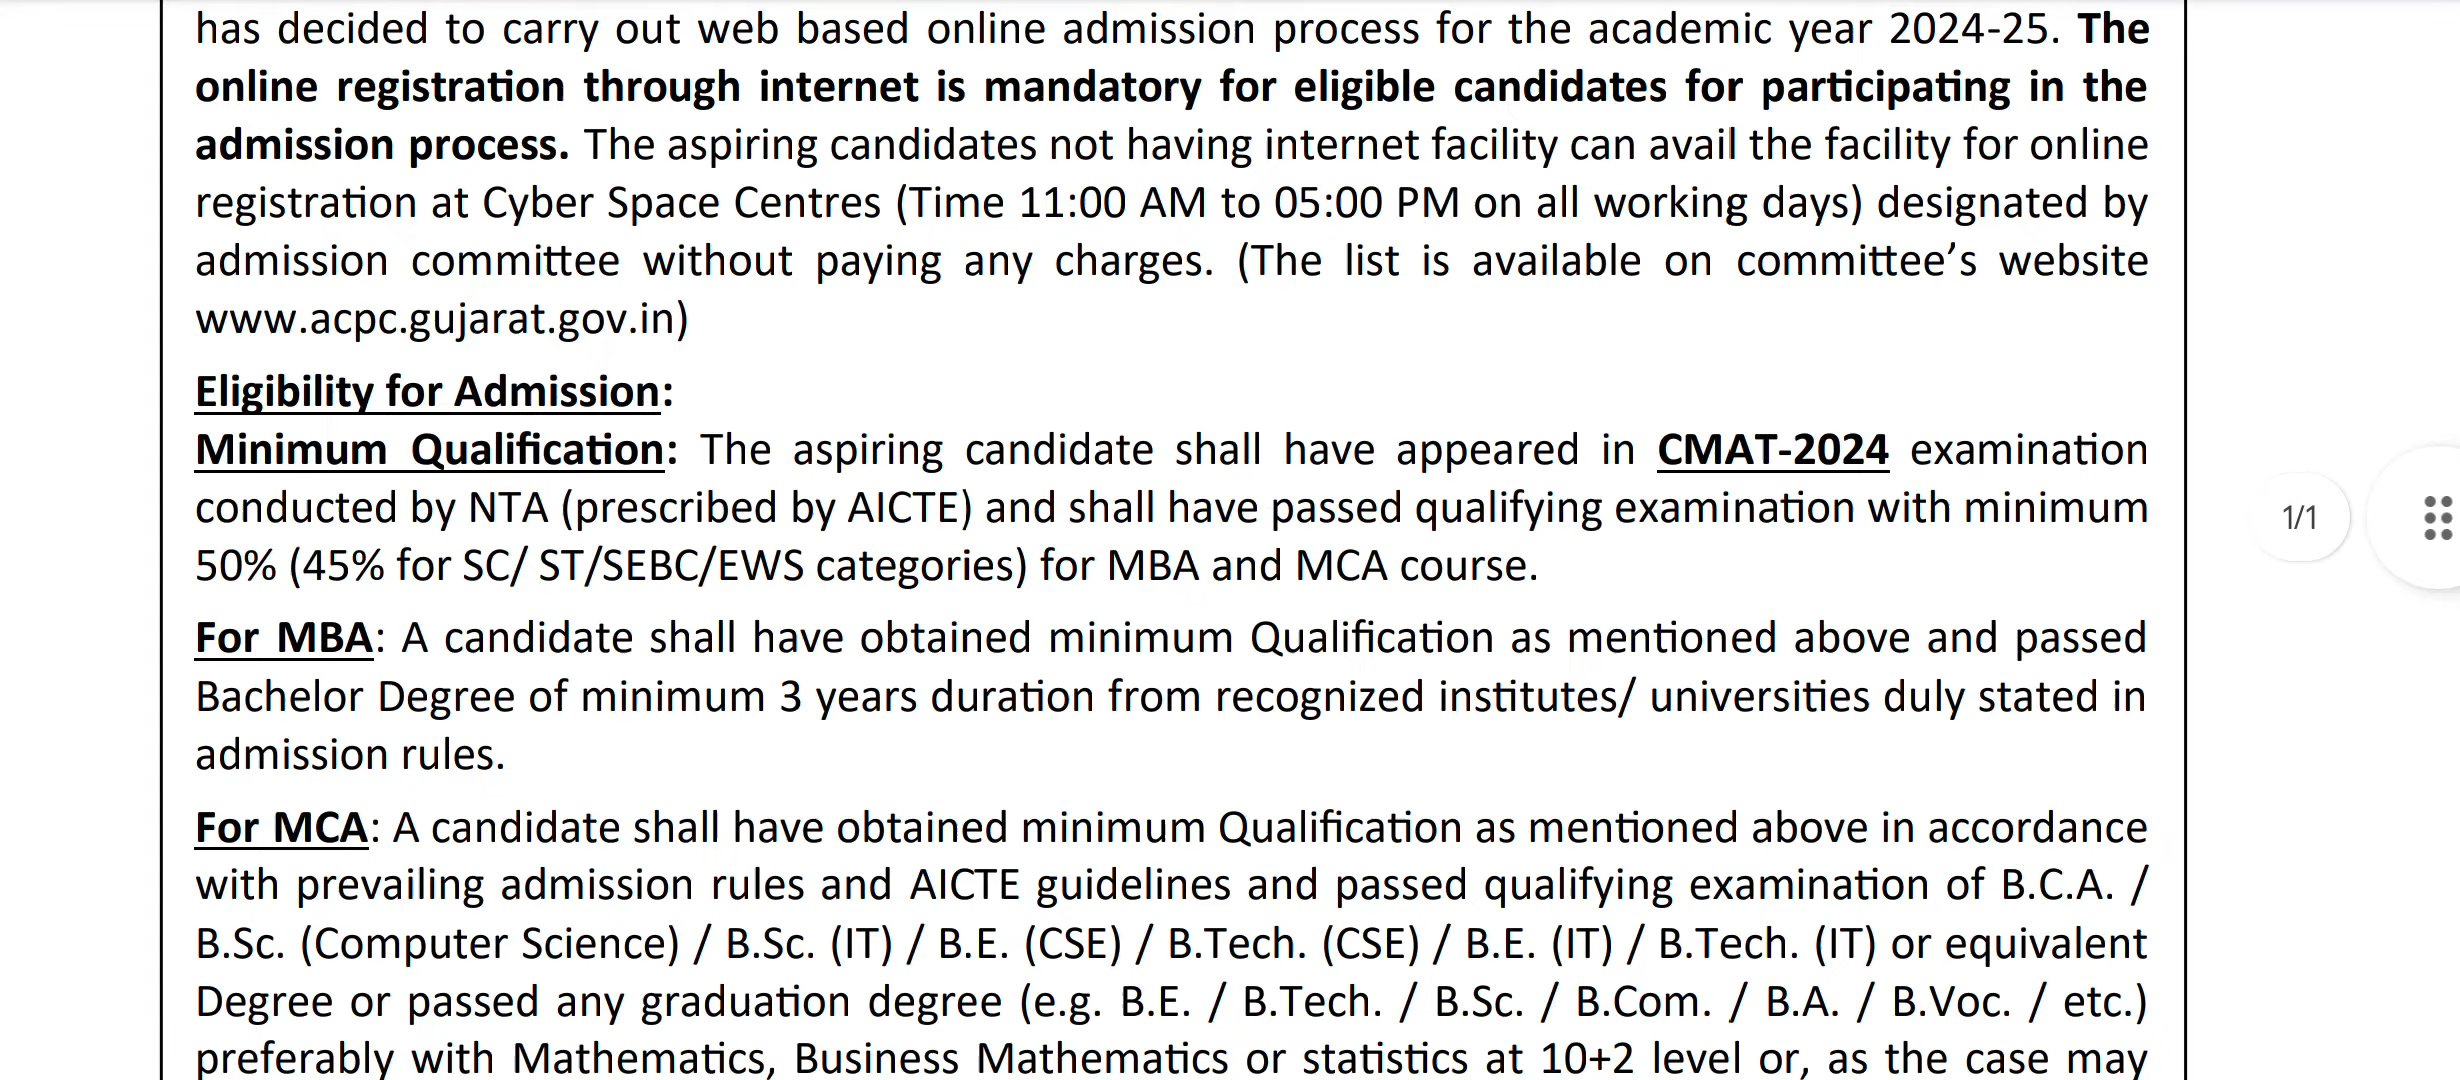 has decided to carry out web based online admission process for the academic year 2024-25. The
online registration through internet is mandatory for eligible candidates for participating in the
admission process. The aspiring candidates not having internet facility can avail the facility for online
registration at Cyber Space Centres (Time 11:00 AM to 05:00 PM on all working days) designated by
admission committee without paying any charges. (The list is available on committee’s website
www.acpc.gujarat.gov.in)
Eligibility for Admission:
Minimum Qualification: The aspiring candidate shall have appeared in CMAT-2024 examination
conducted by NTA (prescribed by AICTE) and shall have passed qualifying examination with minimum
50% (45% for SC/ ST/SEBC/EWS categories) for MBA and MCA course.
1/1
For MBA: A candidate shall have obtained minimum Qualification as mentioned above and passed
Bachelor Degree of minimum 3 years duration from recognized institutes/ universities duly stated in
admission rules.
For MCA: A candidate shall have obtained minimum Qualification as mentioned above in accordance
with prevailing admission rules and AICTE guidelines and passed qualifying examination of B.C.A. /
B.Sc. (Computer Science) / B.Sc. (IT) / B.E. (CSE) / B.Tech. (CSE) / B.E. (IT) / B.Tech. (IT) or equivalent
Degree or passed any graduation degree (e.g. B.E. / B.Tech. / B.Sc. / B.Com. / B.A. / B.Voc. / etc.)
preferably with Mathematics, Business Mathematics or statistics at 10+2 level or, as the case may